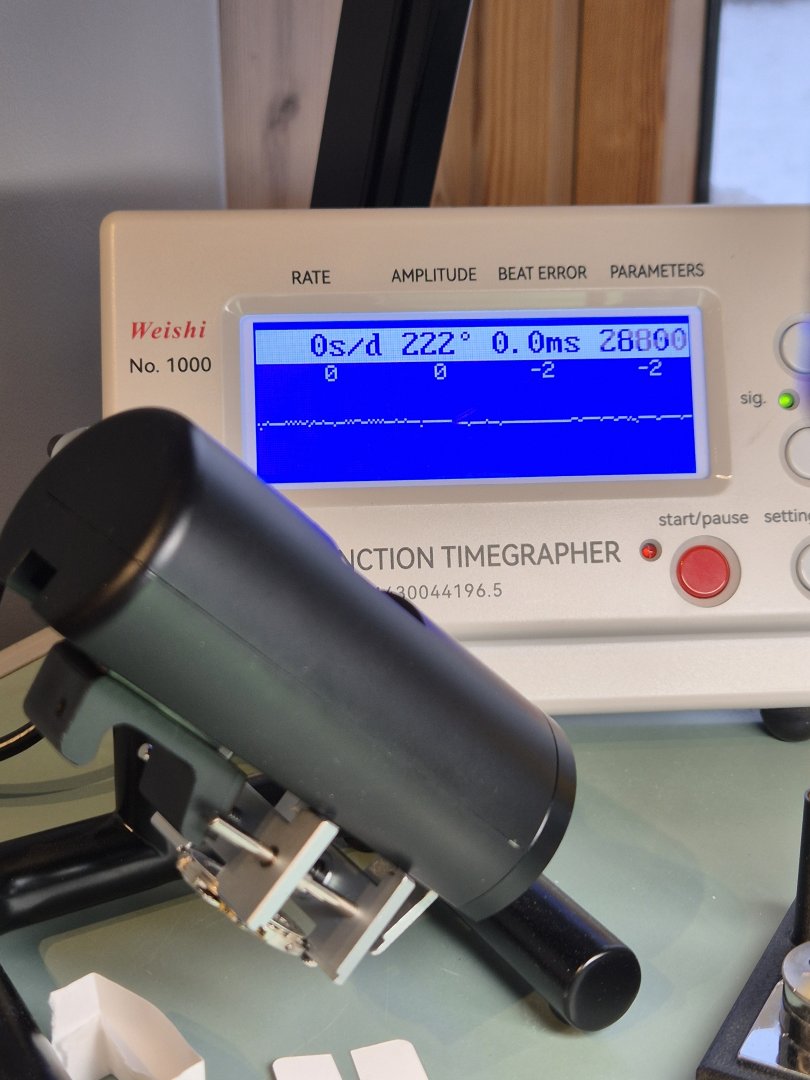 RATE AMPLITUDE BEAT ERROR PARAMETERS
Weishi
No. 1000
0s/d 222° 0.0ms 28800
0 0 -2 -2
sig.
start/pause
TIMEGRAPHER
30044196.5